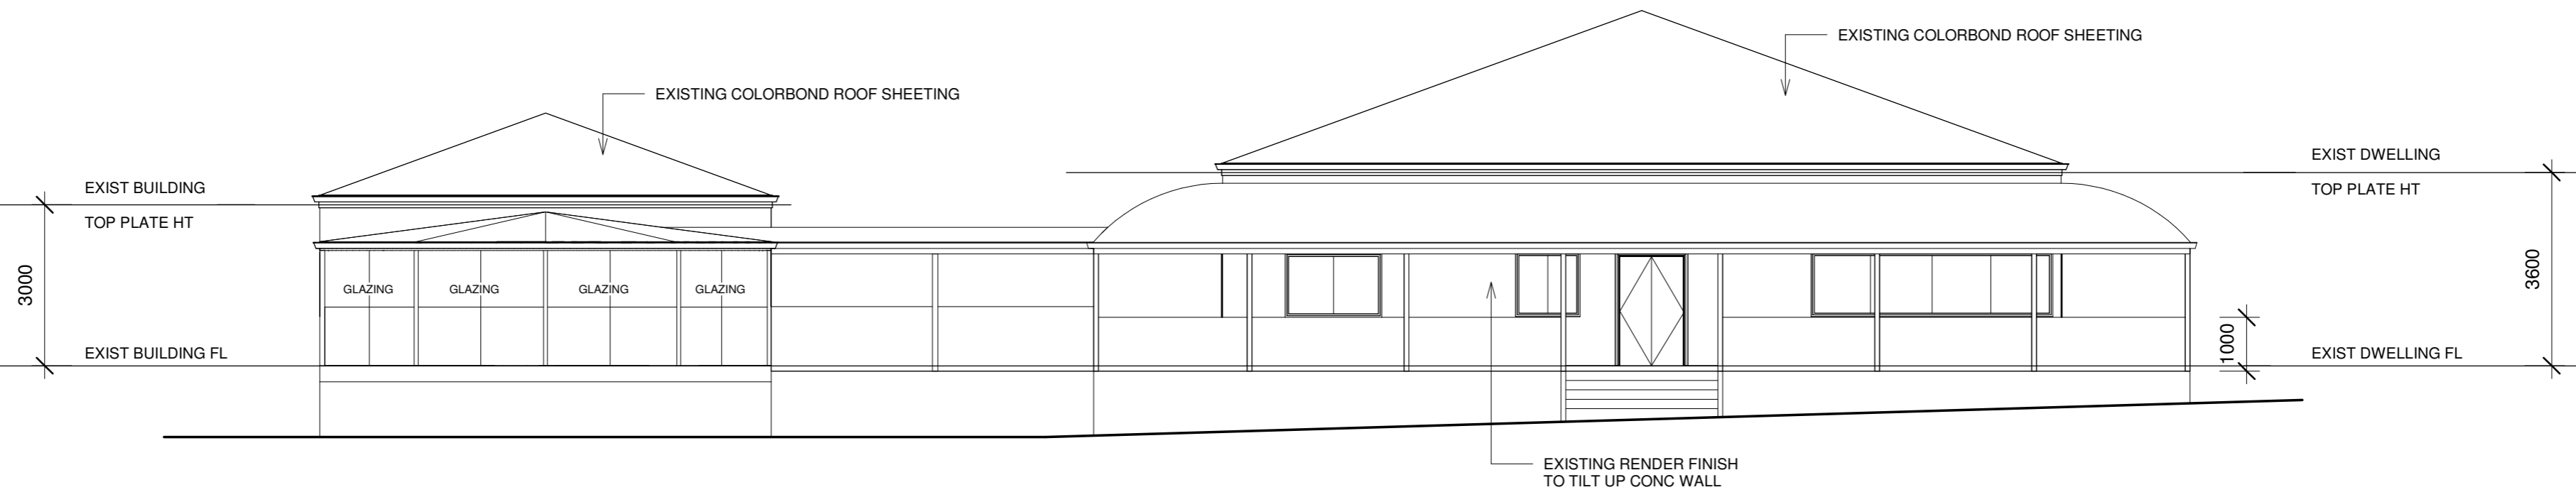 EXISTING COLORBOND ROOF SHEETING
EXISTING COLORBOND ROOF SHEETING
EXIST DWELLING
TOP PLATE HT
EXIST BUILDING
TOP PLATE HT
3000
3600
GLAZING
GLAZING
GLAZING
GLAZING
1000
EXIST BUILDING FL
EXIST DWELLING FL
EXISTING RENDER FINISH
TO TILT UP CONC WALL